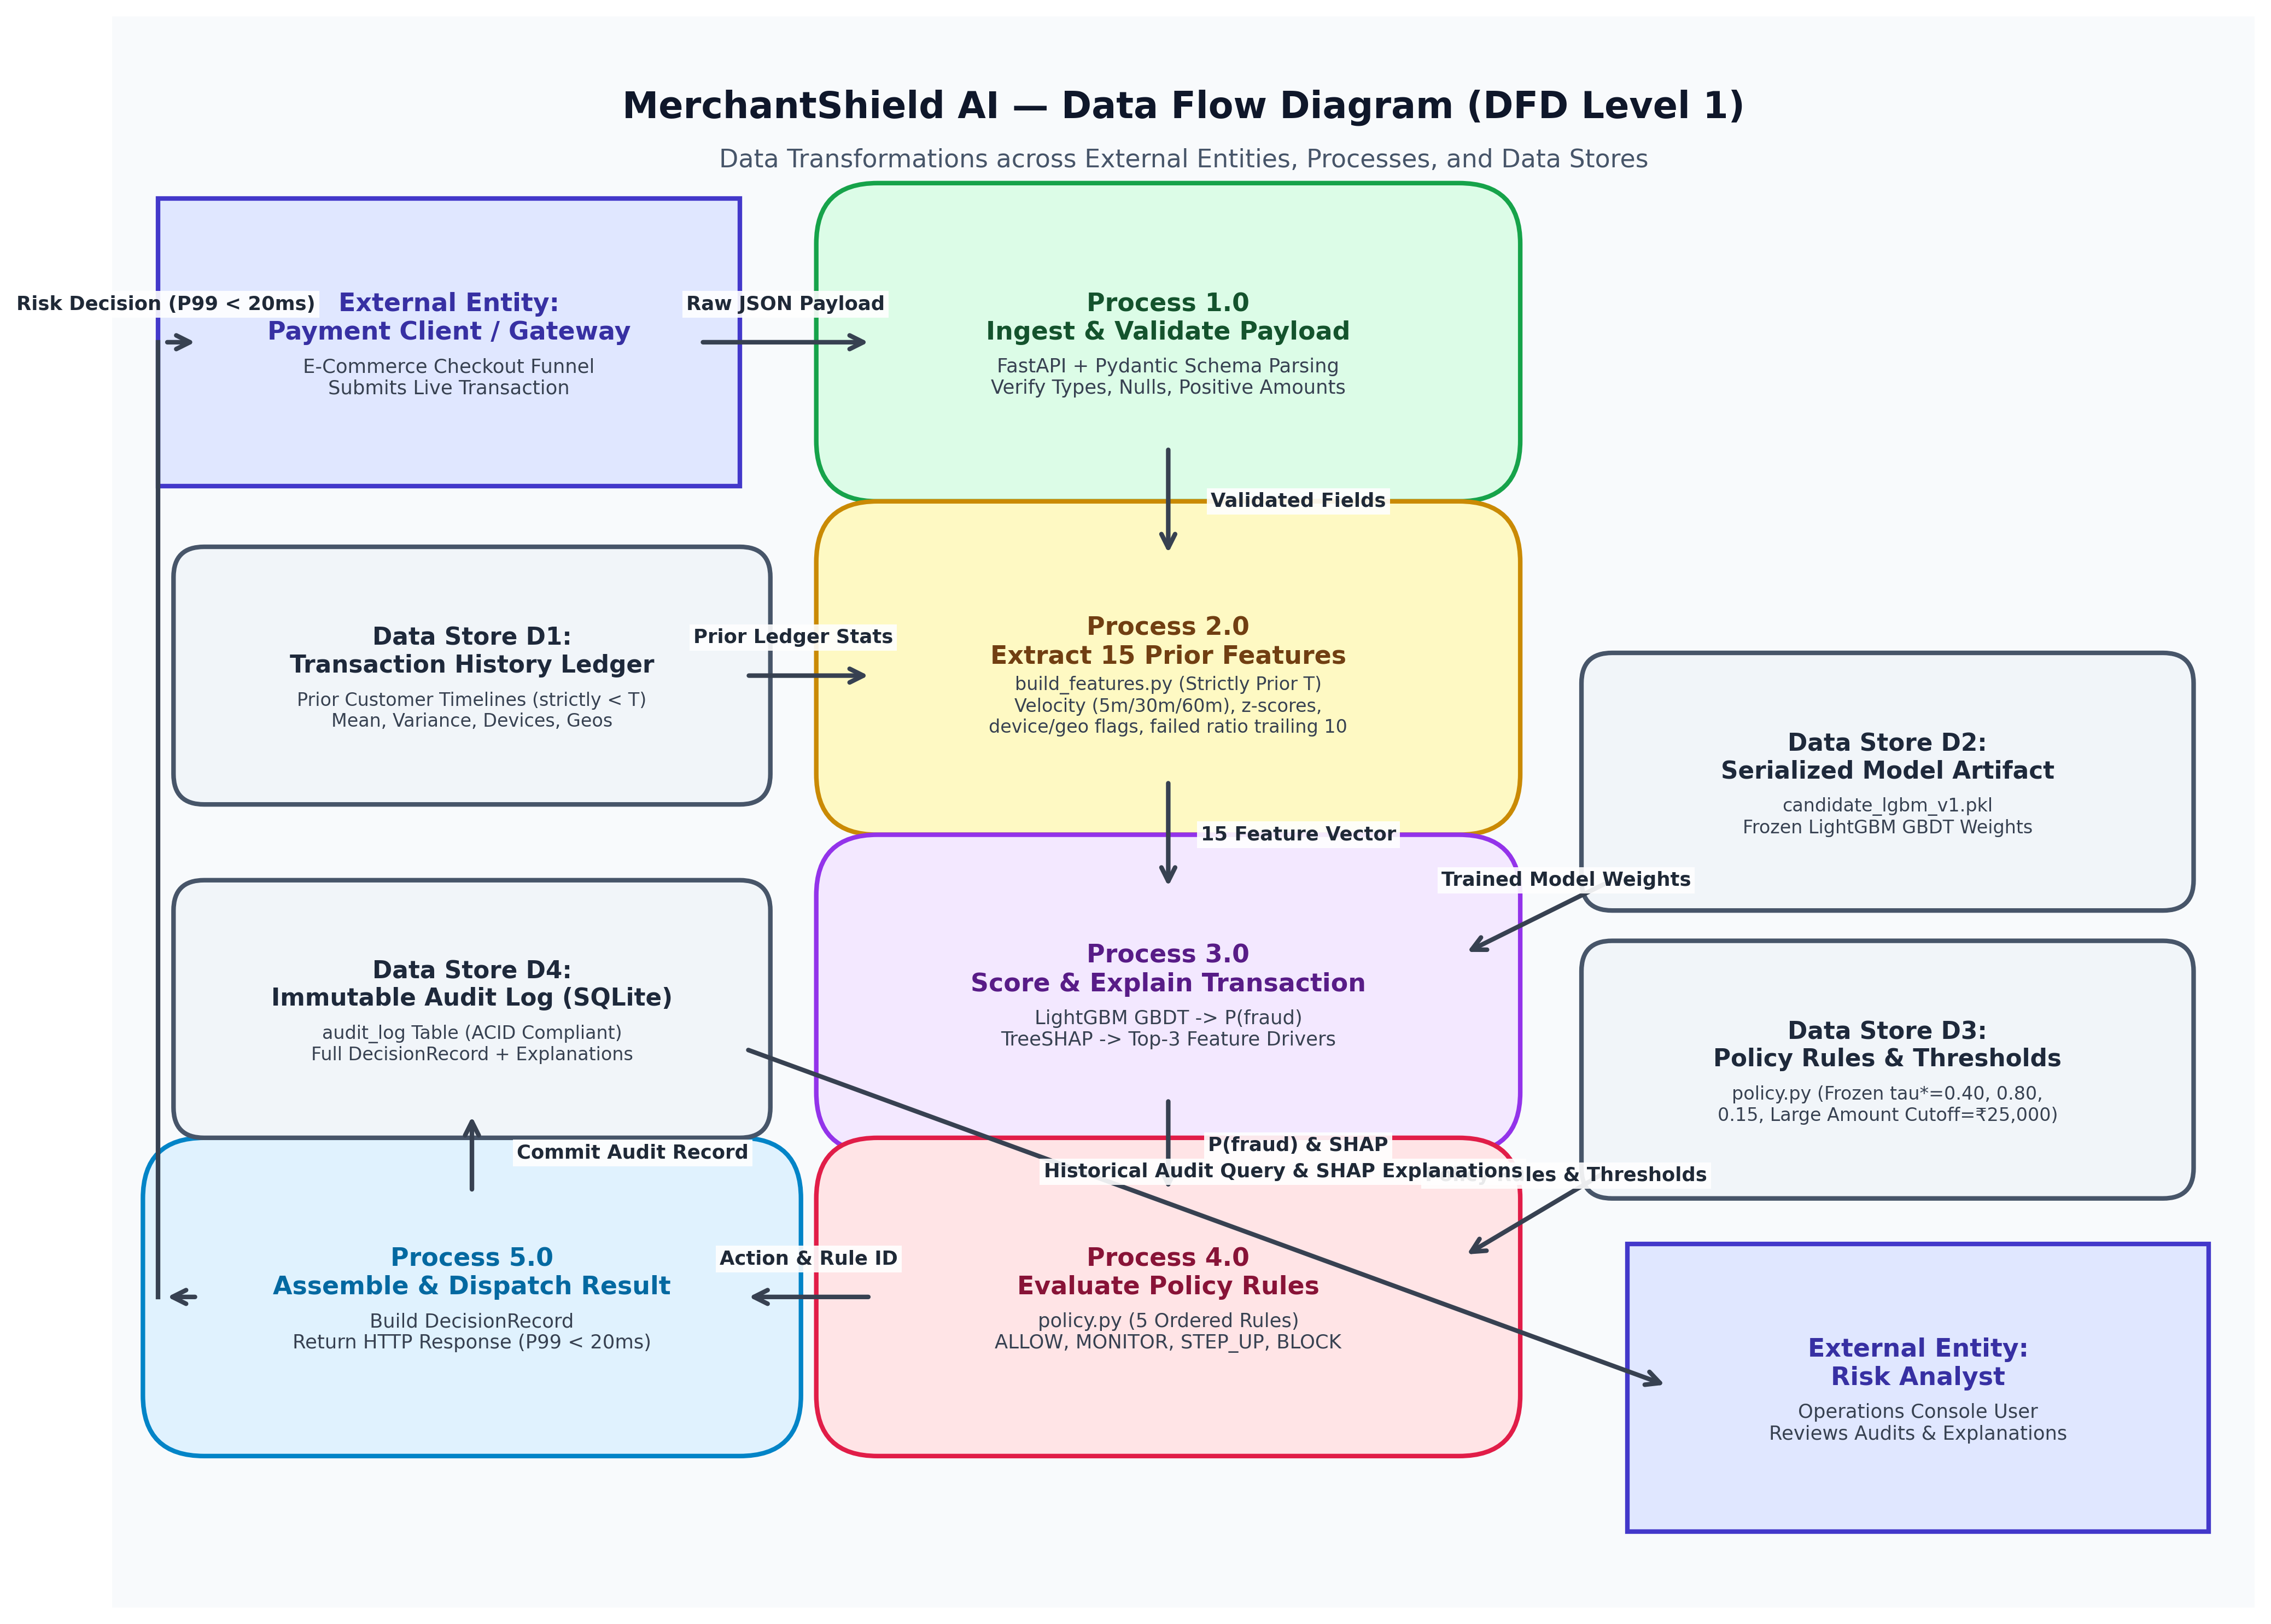 MerchantShield AI — Data Flow Diagram (DFD Level 1)
Data Transformations across External Entities, Processes, and Data Stores
Risk Decision (P99 < 20ms)
External Entity:
Payment Client / Gateway
E-Commerce Checkout Funnel
Submits Live Transaction
Raw JSON Payload
Process 1.0
Ingest & Validate Payload
FastAPI + Pydantic Schema Parsing
Verify Types, Nulls, Positive Amounts
Validated Fields
Data Store D1:
Transaction History Ledger
Prior Customer Timelines (strictly < T)
Mean, Variance, Devices, Geos
Prior Ledger Stats
Process 2.0
Extract 15 Prior Features
build_features.py (Strictly Prior T)
Velocity (5m/30m/60m), z-scores,
device/geo flags, failed ratio trailing 10
Data Store D2:
Serialized Model Artifact
candidate_lgbm_v1.pkl
Frozen LightGBM GBDT Weights
15 Feature Vector
Trained Model Weights
Data Store D4:
Immutable Audit Log (SQLite)
audit_log Table (ACID Compliant)
Full DecisionRecord + Explanations
Process 3.0
Score & Explain Transaction
LightGBM GBDT -> P(fraud)
TreeSHAP -> Top-3 Feature Drivers
Data Store D3:
Policy Rules & Thresholds
policy.py (Frozen tau*=0.40, 0.80,
0.15, Large Amount Cutoff=₹25,000)
Commit Audit Record
P(fraud) & SHAP
Historical Audit Query & SHAP Explanations
& Thresholds
Process 5.0
Assemble & Dispatch Result
Build DecisionRecord
Return HTTP Response (P99 < 20ms)
Action & Rule ID
Process 4.0
Evaluate Policy Rules
policy.py (5 Ordered Rules)
ALLOW, MONITOR, STEP_UP, BLOCK
External Entity:
Risk Analyst
Operations Console User
Reviews Audits & Explanations